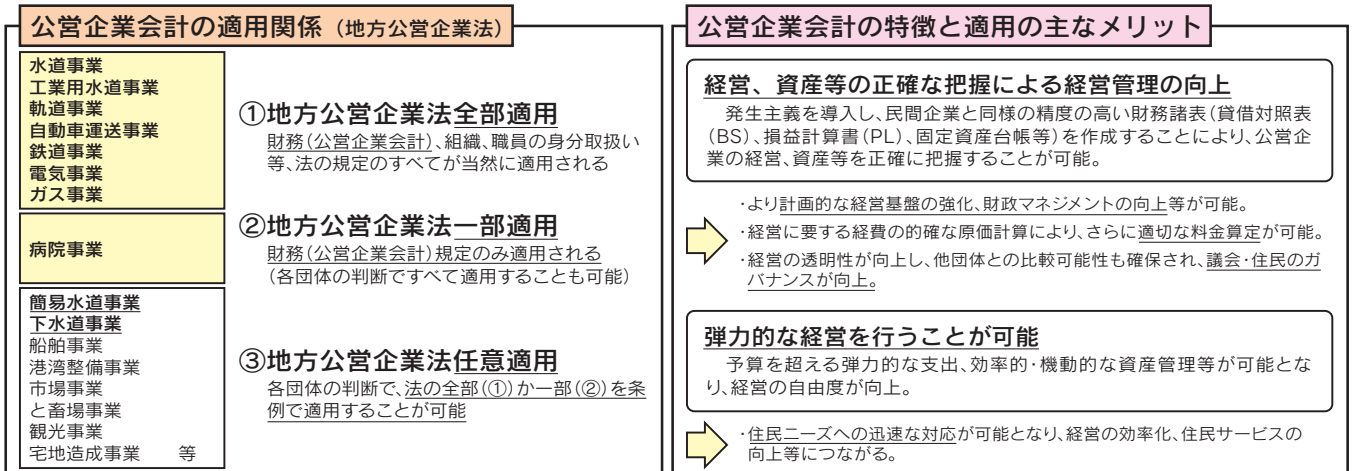 公営企業会計の適用関係（地方公営企業法）
水道事業
工業用水道事業
軌道事業
自動車運送事業
鉄道事業
電気事業
ガス事業
①地方公営企業法全部適用
財務（公営企業会計）、組織、職員の身分取扱い
等、法の規定のすべてが当然に適用される
病院事業
②地方公営企業法一部適用
財務（公営企業会計）規定のみ適用される
（各団体の判断ですべて適用することも可能）
簡易水道事業
下水道事業
船舶事業
港湾整備事業
市場事業
と畜場事業
観光事業
宅地造成事業　等
③地方公営企業法任意適用
各団体の判断で、法の全部（①）か一部（②）を条
例で適用することが可能
公営企業会計の特徴と適用の主なメリット
経営、資産等の正確な把握による経営管理の向上
発生主義を導入し、民間企業と同様の精度の高い財務諸表（貸借対照表
（BS）、損益計算書（PL）、固定資産台帳等）を作成することにより、公営企
業の経営、資産等を正確に把握することが可能。
・より計画的な経営基盤の強化、財政マネジメントの向上等が可能。
・経営に要する経費の的確な原価計算により、さらに適切な料金算定が可能。
・経営の透明性が向上し、他団体との比較可能性も確保され、議会・住民のガ
バナンスが向上。
弾力的な経営を行うことが可能
予算を超える弾力的な支出、効率的・機動的な資産管理等が可能とな
り、経営の自由度が向上。
・住民ニーズへの迅速な対応が可能となり、経営の効率化、住民サービスの
向上等につながる。